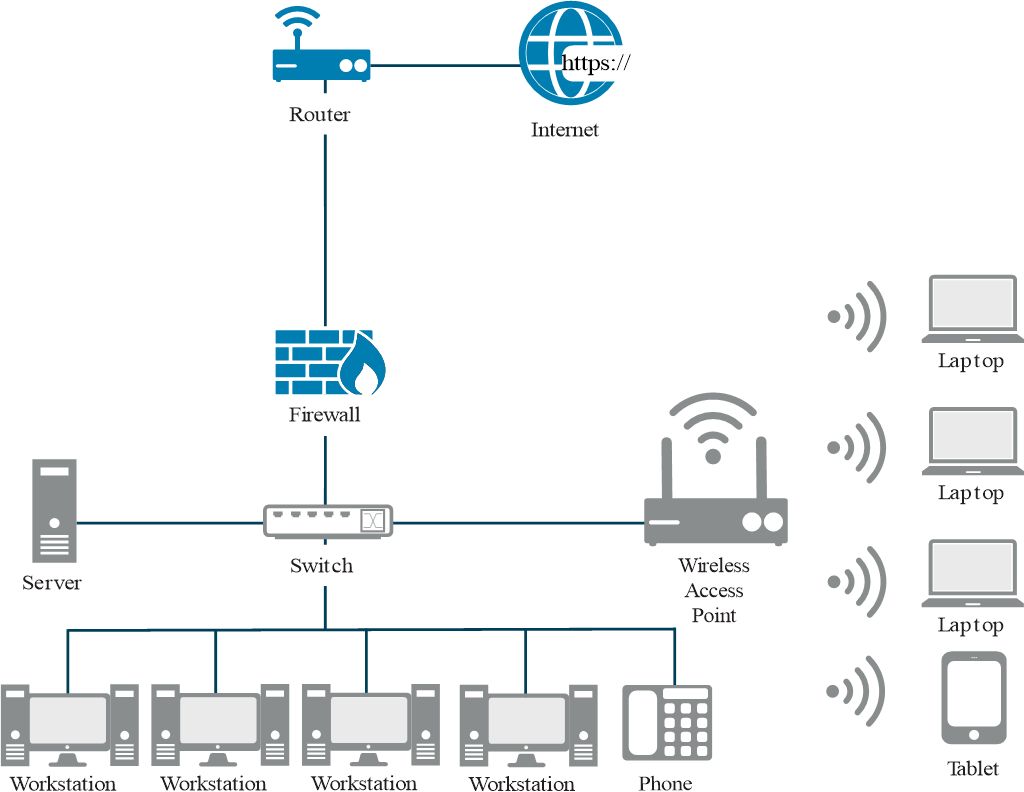 https://
Router
Internet
Laptop
Firewall
Laptop
Switch
Server
Wireless
Access
Point
Laptop
Workstation
Workstation
Workstation
Workstation
Phone
Tablet